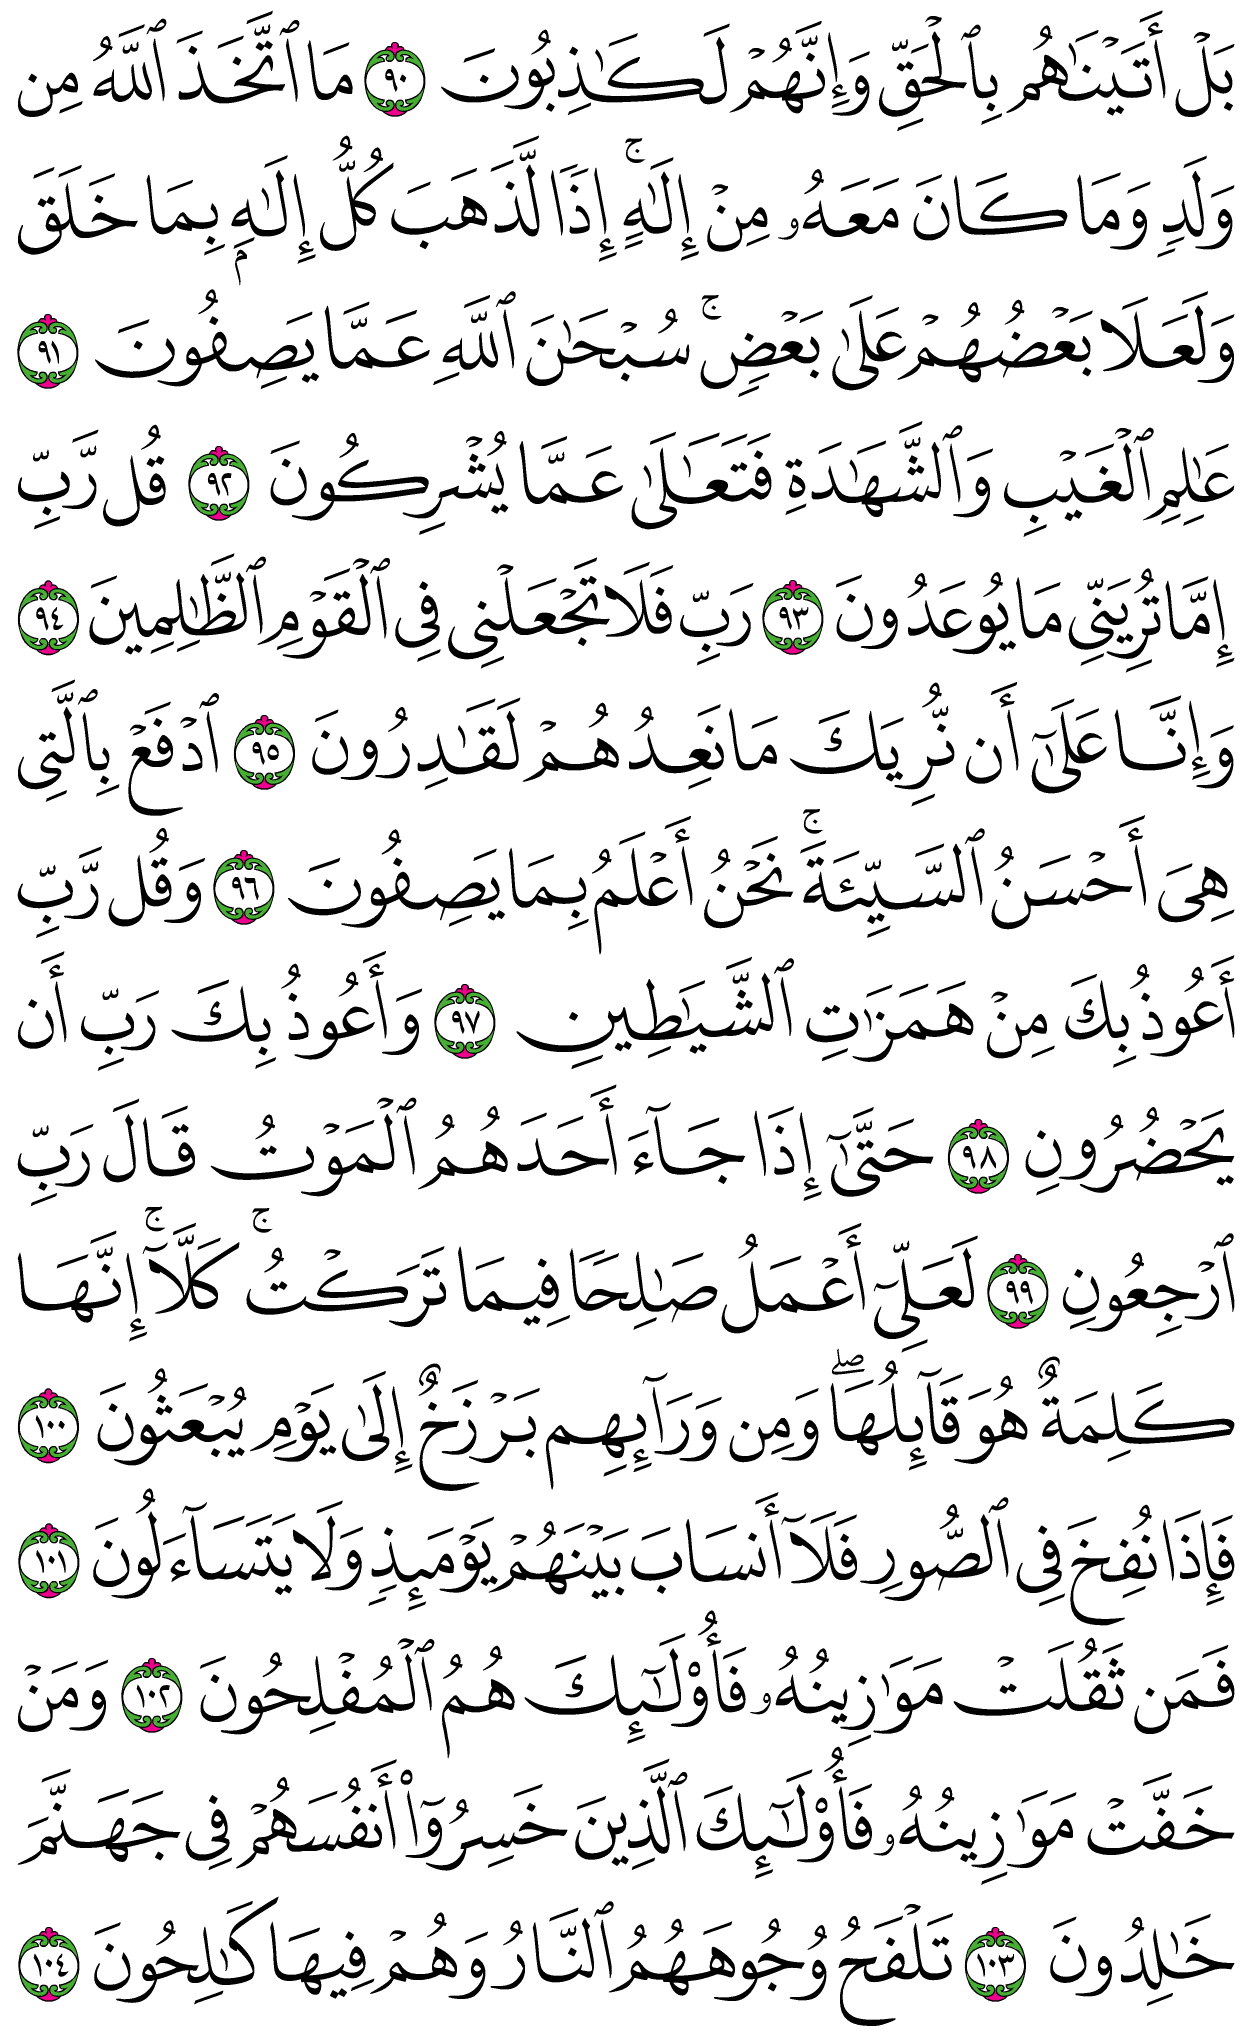 بَلْ أَتَيْنَٰهُم بِٱلْحَقِّ وَإِنَّهُمْ لَكَٰذِبُونَ ٩٠ مَا ٱتَّخَذَ ٱللَّهُ مِن
وَلَدٍ وَمَا كَانَ مَعَهُۥ مِنْ إِلَٰهٍ ۚ إِذًا لَّذَهَبَ كُلُّ إِلَٰهٍۭ بِمَا خَلَقَ
وَلَعَلَا بَعْضُهُمْ عَلَىٰ بَعْضٍ ۚ سُبْحَٰنَ ٱللَّهِ عَمَّا يَصِفُونَ ٩١
عَٰلِمِ ٱلْغَيْبِ وَٱلشَّهَٰدَةِ فَتَعَٰلَىٰ عَمَّا يُشْرِكُونَ ٩٢ قُل رَّبِّ
إِمَّا تُرِيَنِّى مَا يُوعَدُونَ ٩٣ رَبِّ فَلَا تَجْعَلْنِى فِى ٱلْقَوْمِ ٱلظَّٰلِمِينَ ٩٤
وَإِنَّا عَلَىٰٓ أَن نُّرِيَكَ مَا نَعِدُهُمْ لَقَٰدِرُونَ ٩٥ ٱدْفَعْ بِٱلَّتِى
هِىَ أَحْسَنُ ٱلسَّيِّئَةَ ۚ نَحْنُ أَعْلَمُ بِمَا يَصِفُونَ ٩٦ وَقُل رَّبِّ
أَعُوذُ بِكَ مِنْ هَمَزَٰتِ ٱلشَّيَٰطِينِ ٩٧ وَأَعُوذُ بِكَ رَبِّ أَن
يَحْضُرُونِ ٩٨ حَتَّىٰٓ إِذَا جَآءَ أَحَدَهُمُ ٱلْمَوْتُ قَالَ رَبِّ
ٱرْجِعُونِ ٩٩ لَعَلِّىٓ أَعْمَلُ صَٰلِحًا فِيمَا تَرَكْتُ ۚ كَلَّآ ۚ إِنَّهَا
كَلِمَةٌ هُوَ قَآئِلُهَا ۖ وَمِن وَرَآئِهِم بَرْزَخٌ إِلَىٰ يَوْمِ يُبْعَثُونَ ١٠٠
فَإِذَا نُفِخَ فِى ٱلصُّورِ فَلَآ أَنسَابَ بَيْنَهُمْ يَوْمَئِذٍ وَلَا يَتَسَآءَلُونَ ١٠١
فَمَن ثَقُلَتْ مَوَٰزِينُهُۥ فَأُو۟لَٰٓئِكَ هُمُ ٱلْمُفْلِحُونَ ١٠٢ وَمَنْ
خَفَّتْ مَوَٰزِينُهُۥ فَأُو۟لَٰٓئِكَ ٱلَّذِينَ خَسِرُوٓا۟ أَنفُسَهُمْ فِى جَهَنَّمَ
خَٰلِدُونَ ١٠٣ تَلْفَحُ وُجُوهَهُمُ ٱلنَّارُ وَهُمْ فِيهَا كَٰلِحُونَ ١٠٤